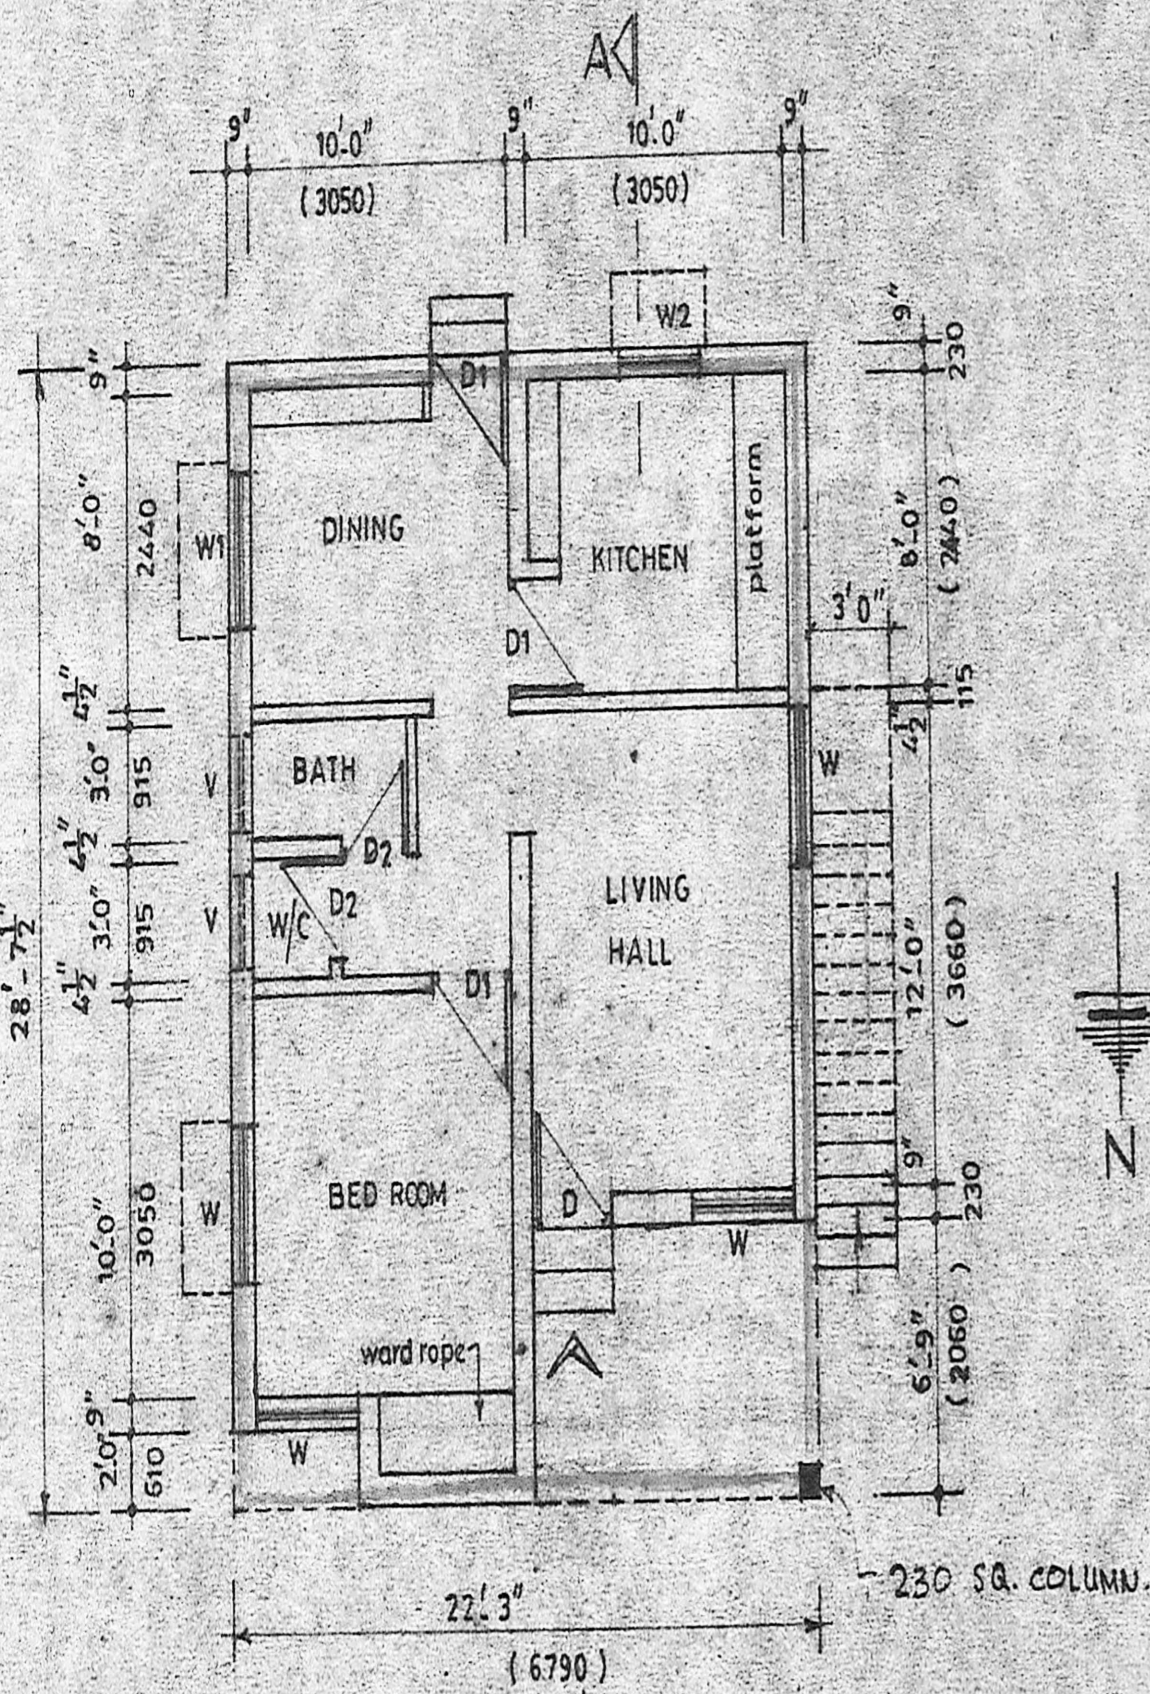 A
9" 10'-0" 9" 10'-0" 9"
(3050) (3050)
W2
D1
9"
9"
230
8'-0"
2440
W1
DINING
KITCHEN
platform
8'-0"
(2440)
3'0"
D1
4½"
4½"
115
3'-0"
915
V
BATH
W
4½"
D2
28'-7½"
3'-0"
915
V
W/C
D2
LIVING
HALL
12'-0"
(3660)
4½"
D1
10'-0"
3050
W
BED ROOM
D
W
9"
230
N
ward rope
6'-9"
(2060)
9"
2'-0"
610
W
230 SQ. COLUMN.
22'-3"
(6790)